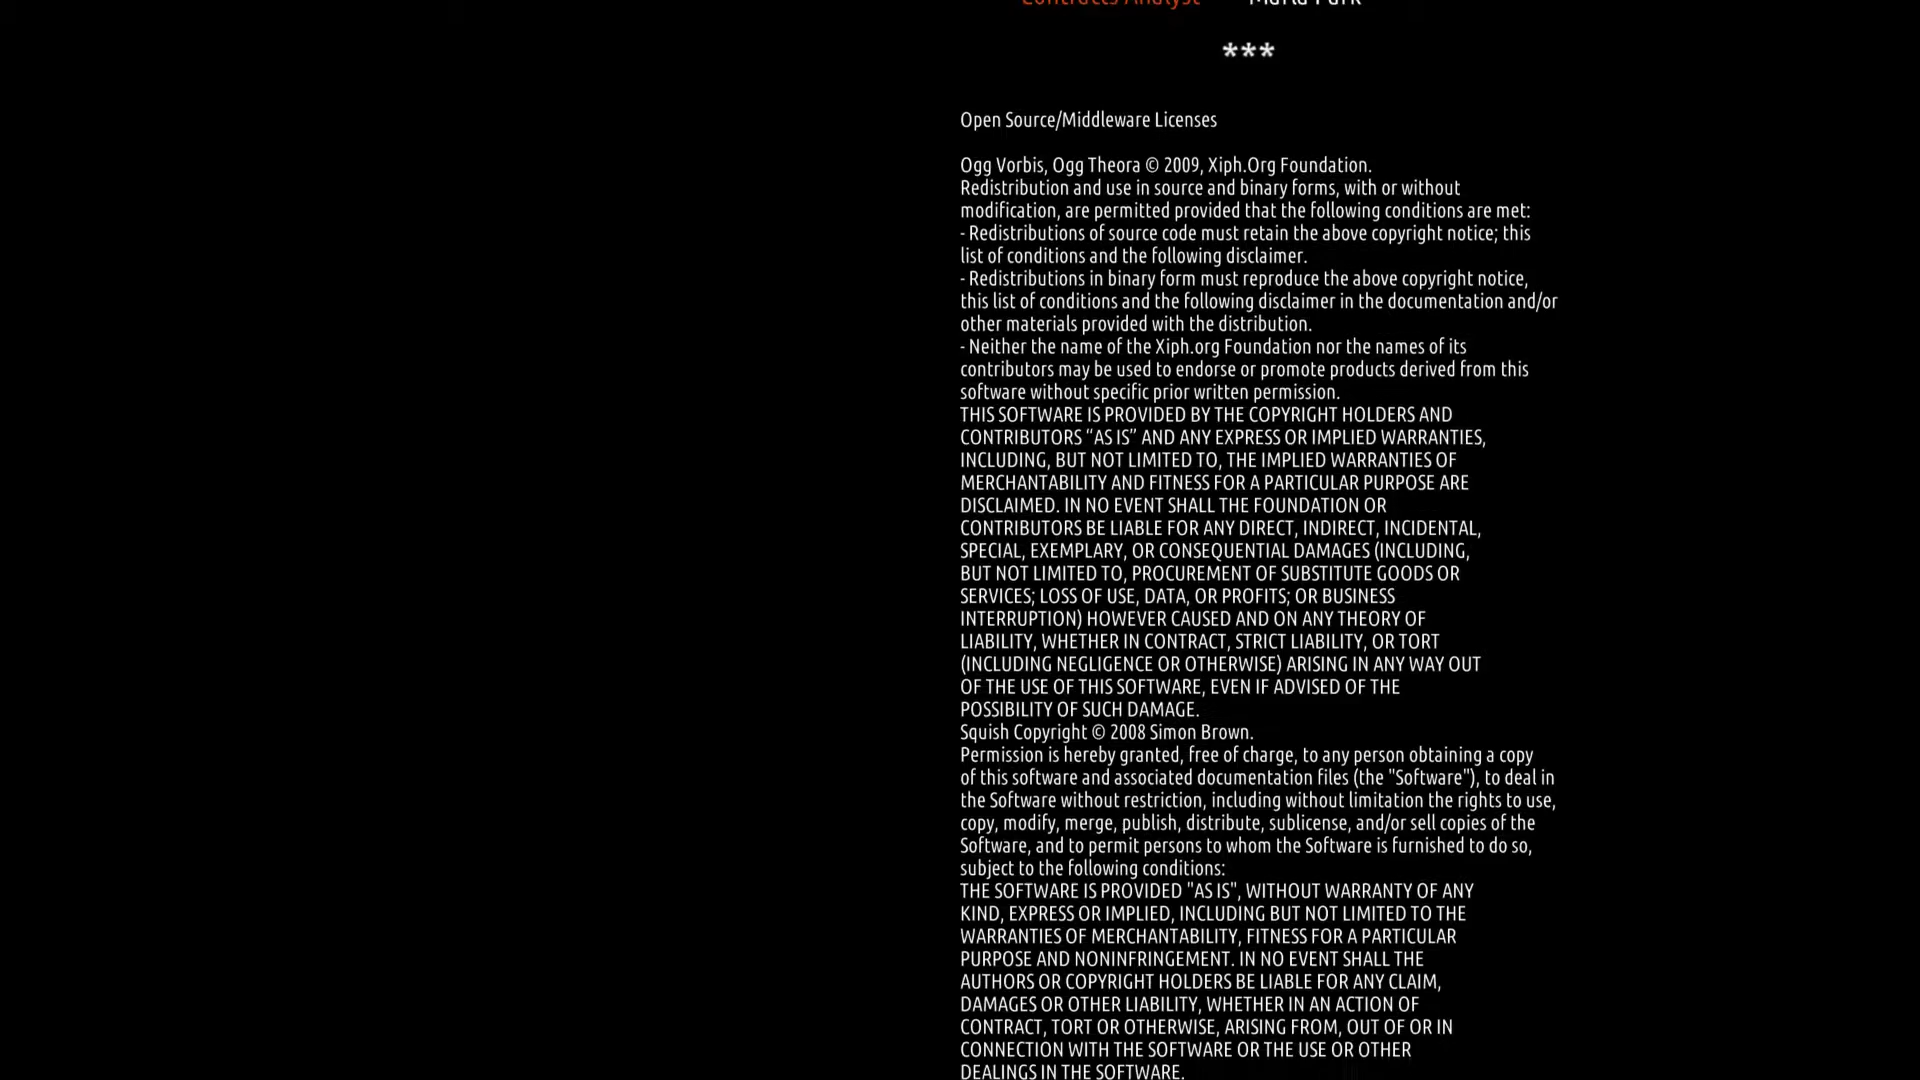 Contracts Analyst Marla Park
***
Open Source/Middleware Licenses
Ogg Vorbis, Ogg Theora © 2009, Xiph.Org Foundation.
Redistribution and use in source and binary forms, with or without
modification, are permitted provided that the following conditions are met:
- Redistributions of source code must retain the above copyright notice; this
list of conditions and the following disclaimer.
- Redistributions in binary form must reproduce the above copyright notice,
this list of conditions and the following disclaimer in the documentation and/or
other materials provided with the distribution.
- Neither the name of the Xiph.org Foundation nor the names of its
contributors may be used to endorse or promote products derived from this
software without specific prior written permission.
THIS SOFTWARE IS PROVIDED BY THE COPYRIGHT HOLDERS AND
CONTRIBUTORS “AS IS” AND ANY EXPRESS OR IMPLIED WARRANTIES,
INCLUDING, BUT NOT LIMITED TO, THE IMPLIED WARRANTIES OF
MERCHANTABILITY AND FITNESS FOR A PARTICULAR PURPOSE ARE
DISCLAIMED. IN NO EVENT SHALL THE FOUNDATION OR
CONTRIBUTORS BE LIABLE FOR ANY DIRECT, INDIRECT, INCIDENTAL,
SPECIAL, EXEMPLARY, OR CONSEQUENTIAL DAMAGES (INCLUDING,
BUT NOT LIMITED TO, PROCUREMENT OF SUBSTITUTE GOODS OR
SERVICES; LOSS OF USE, DATA, OR PROFITS; OR BUSINESS
INTERRUPTION) HOWEVER CAUSED AND ON ANY THEORY OF
LIABILITY, WHETHER IN CONTRACT, STRICT LIABILITY, OR TORT
(INCLUDING NEGLIGENCE OR OTHERWISE) ARISING IN ANY WAY OUT
OF THE USE OF THIS SOFTWARE, EVEN IF ADVISED OF THE
POSSIBILITY OF SUCH DAMAGE.
Squish Copyright © 2008 Simon Brown.
Permission is hereby granted, free of charge, to any person obtaining a copy
of this software and associated documentation files (the "Software"), to deal in
the Software without restriction, including without limitation the rights to use,
copy, modify, merge, publish, distribute, sublicense, and/or sell copies of the
Software, and to permit persons to whom the Software is furnished to do so,
subject to the following conditions:
THE SOFTWARE IS PROVIDED "AS IS", WITHOUT WARRANTY OF ANY
KIND, EXPRESS OR IMPLIED, INCLUDING BUT NOT LIMITED TO THE
WARRANTIES OF MERCHANTABILITY, FITNESS FOR A PARTICULAR
PURPOSE AND NONINFRINGEMENT. IN NO EVENT SHALL THE
AUTHORS OR COPYRIGHT HOLDERS BE LIABLE FOR ANY CLAIM,
DAMAGES OR OTHER LIABILITY, WHETHER IN AN ACTION OF
CONTRACT, TORT OR OTHERWISE, ARISING FROM, OUT OF OR IN
CONNECTION WITH THE SOFTWARE OR THE USE OR OTHER
DEALINGS IN THE SOFTWARE.